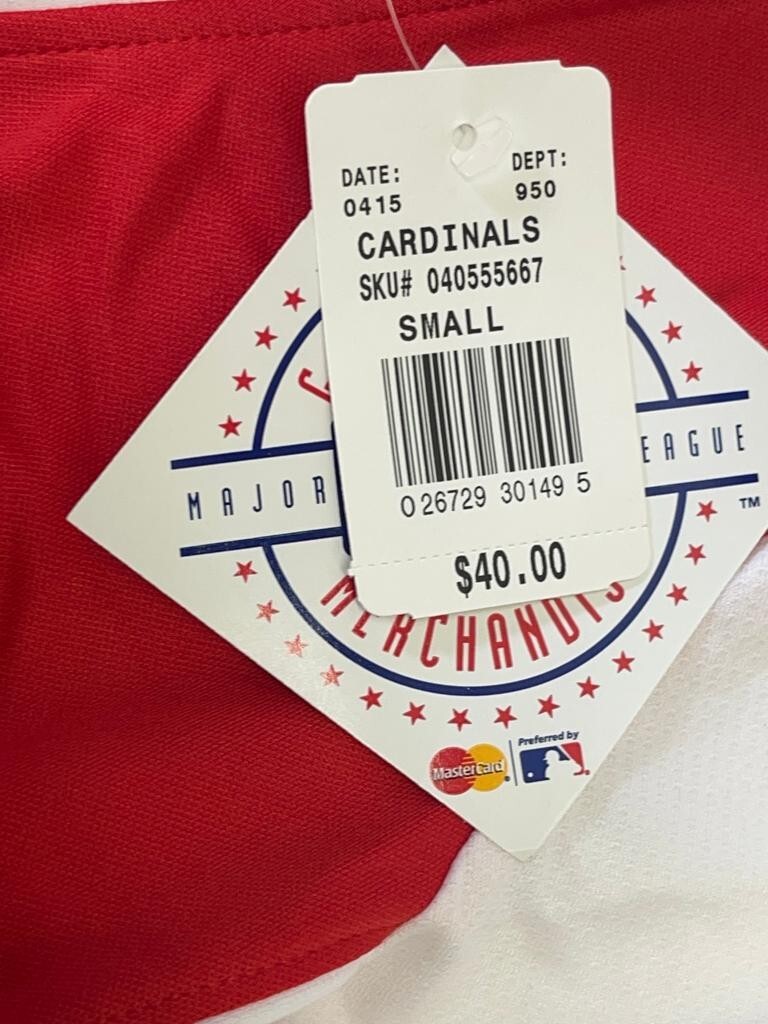 DATE: DEPT:
0415 950
CARDINALS
SKU# 040555667
SMALL
0 26729 30149 5
$40.00
MAJOR
EAGUE
TM
MERCHANDIS
MasterCard
Preferred by